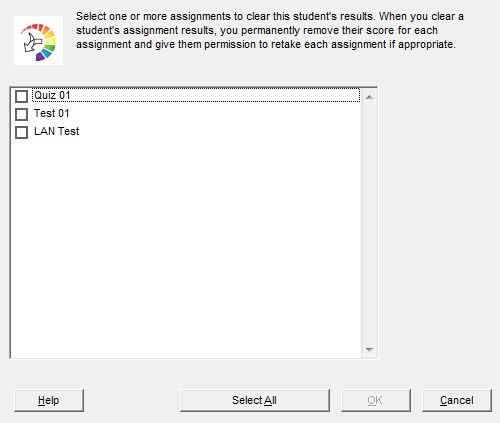 Select one or more assignments to clear this student's results. When you clear a
student's assignment results, you permanently remove their score for each
assignment and give them permission to retake each assignment if appropriate.
Quiz 01
Test 01
LAN Test
Help
Select All
OK
Cancel